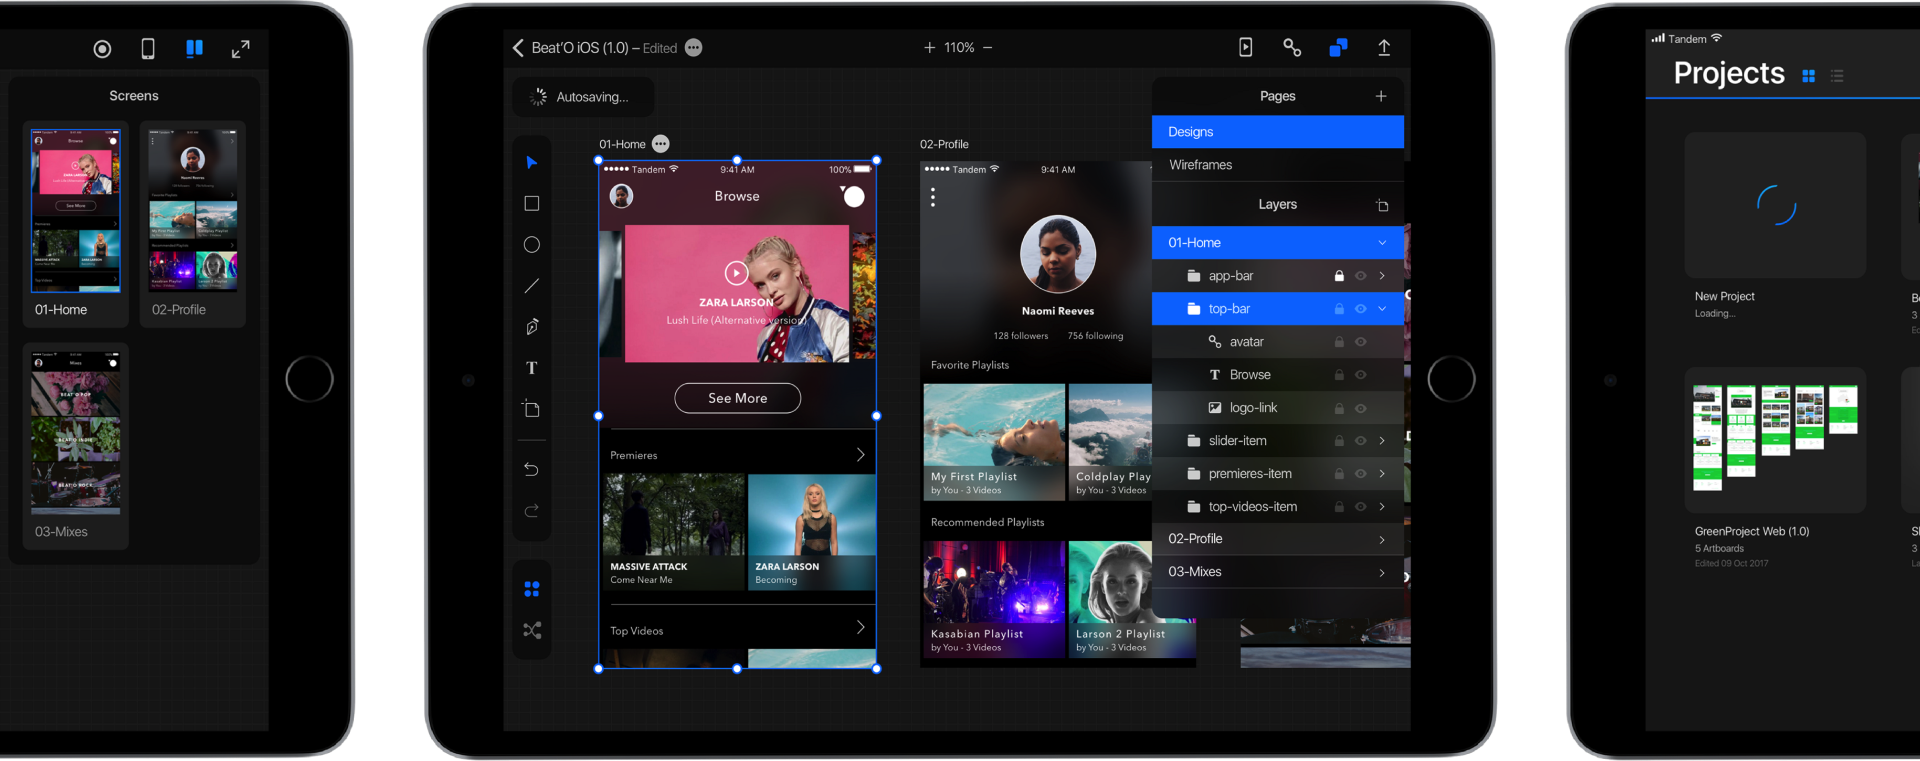 Screens
01-Home
02-Profile
BEAT'O POP
BEAT'O INDIE
BEAT'O ROCK
03-Mixes
Beat'O iOS (1.0) – Edited
+ 110% −
Autosaving...
01-Home
Tandem 9:41 AM 100%
Browse
ZARA LARSON
Lush Life (Alternative version)
See More
Premieres
MASSIVE ATTACK
Come Near Me
ZARA LARSON
Becoming
Top Videos
02-Profile
Tandem 9:41 AM
Naomi Reeves
128 followers 756 following
Favorite Playlists
My First Playlist
by You - 3 Videos
Coldplay Play
by You - 3 Videos
Recommended Playlists
Kasabian Playlist
by You - 3 Videos
Larson 2 Playlist
by You - 3 Videos
Pages
Designs
Wireframes
Layers
01-Home
app-bar
top-bar
avatar
T Browse
logo-link
slider-item
premieres-item
top-videos-item
02-Profile
03-Mixes
Tandem
Projects
New Project
Loading...
GreenProject Web (1.0)
5 Artboards
Edited 09 Oct 2017